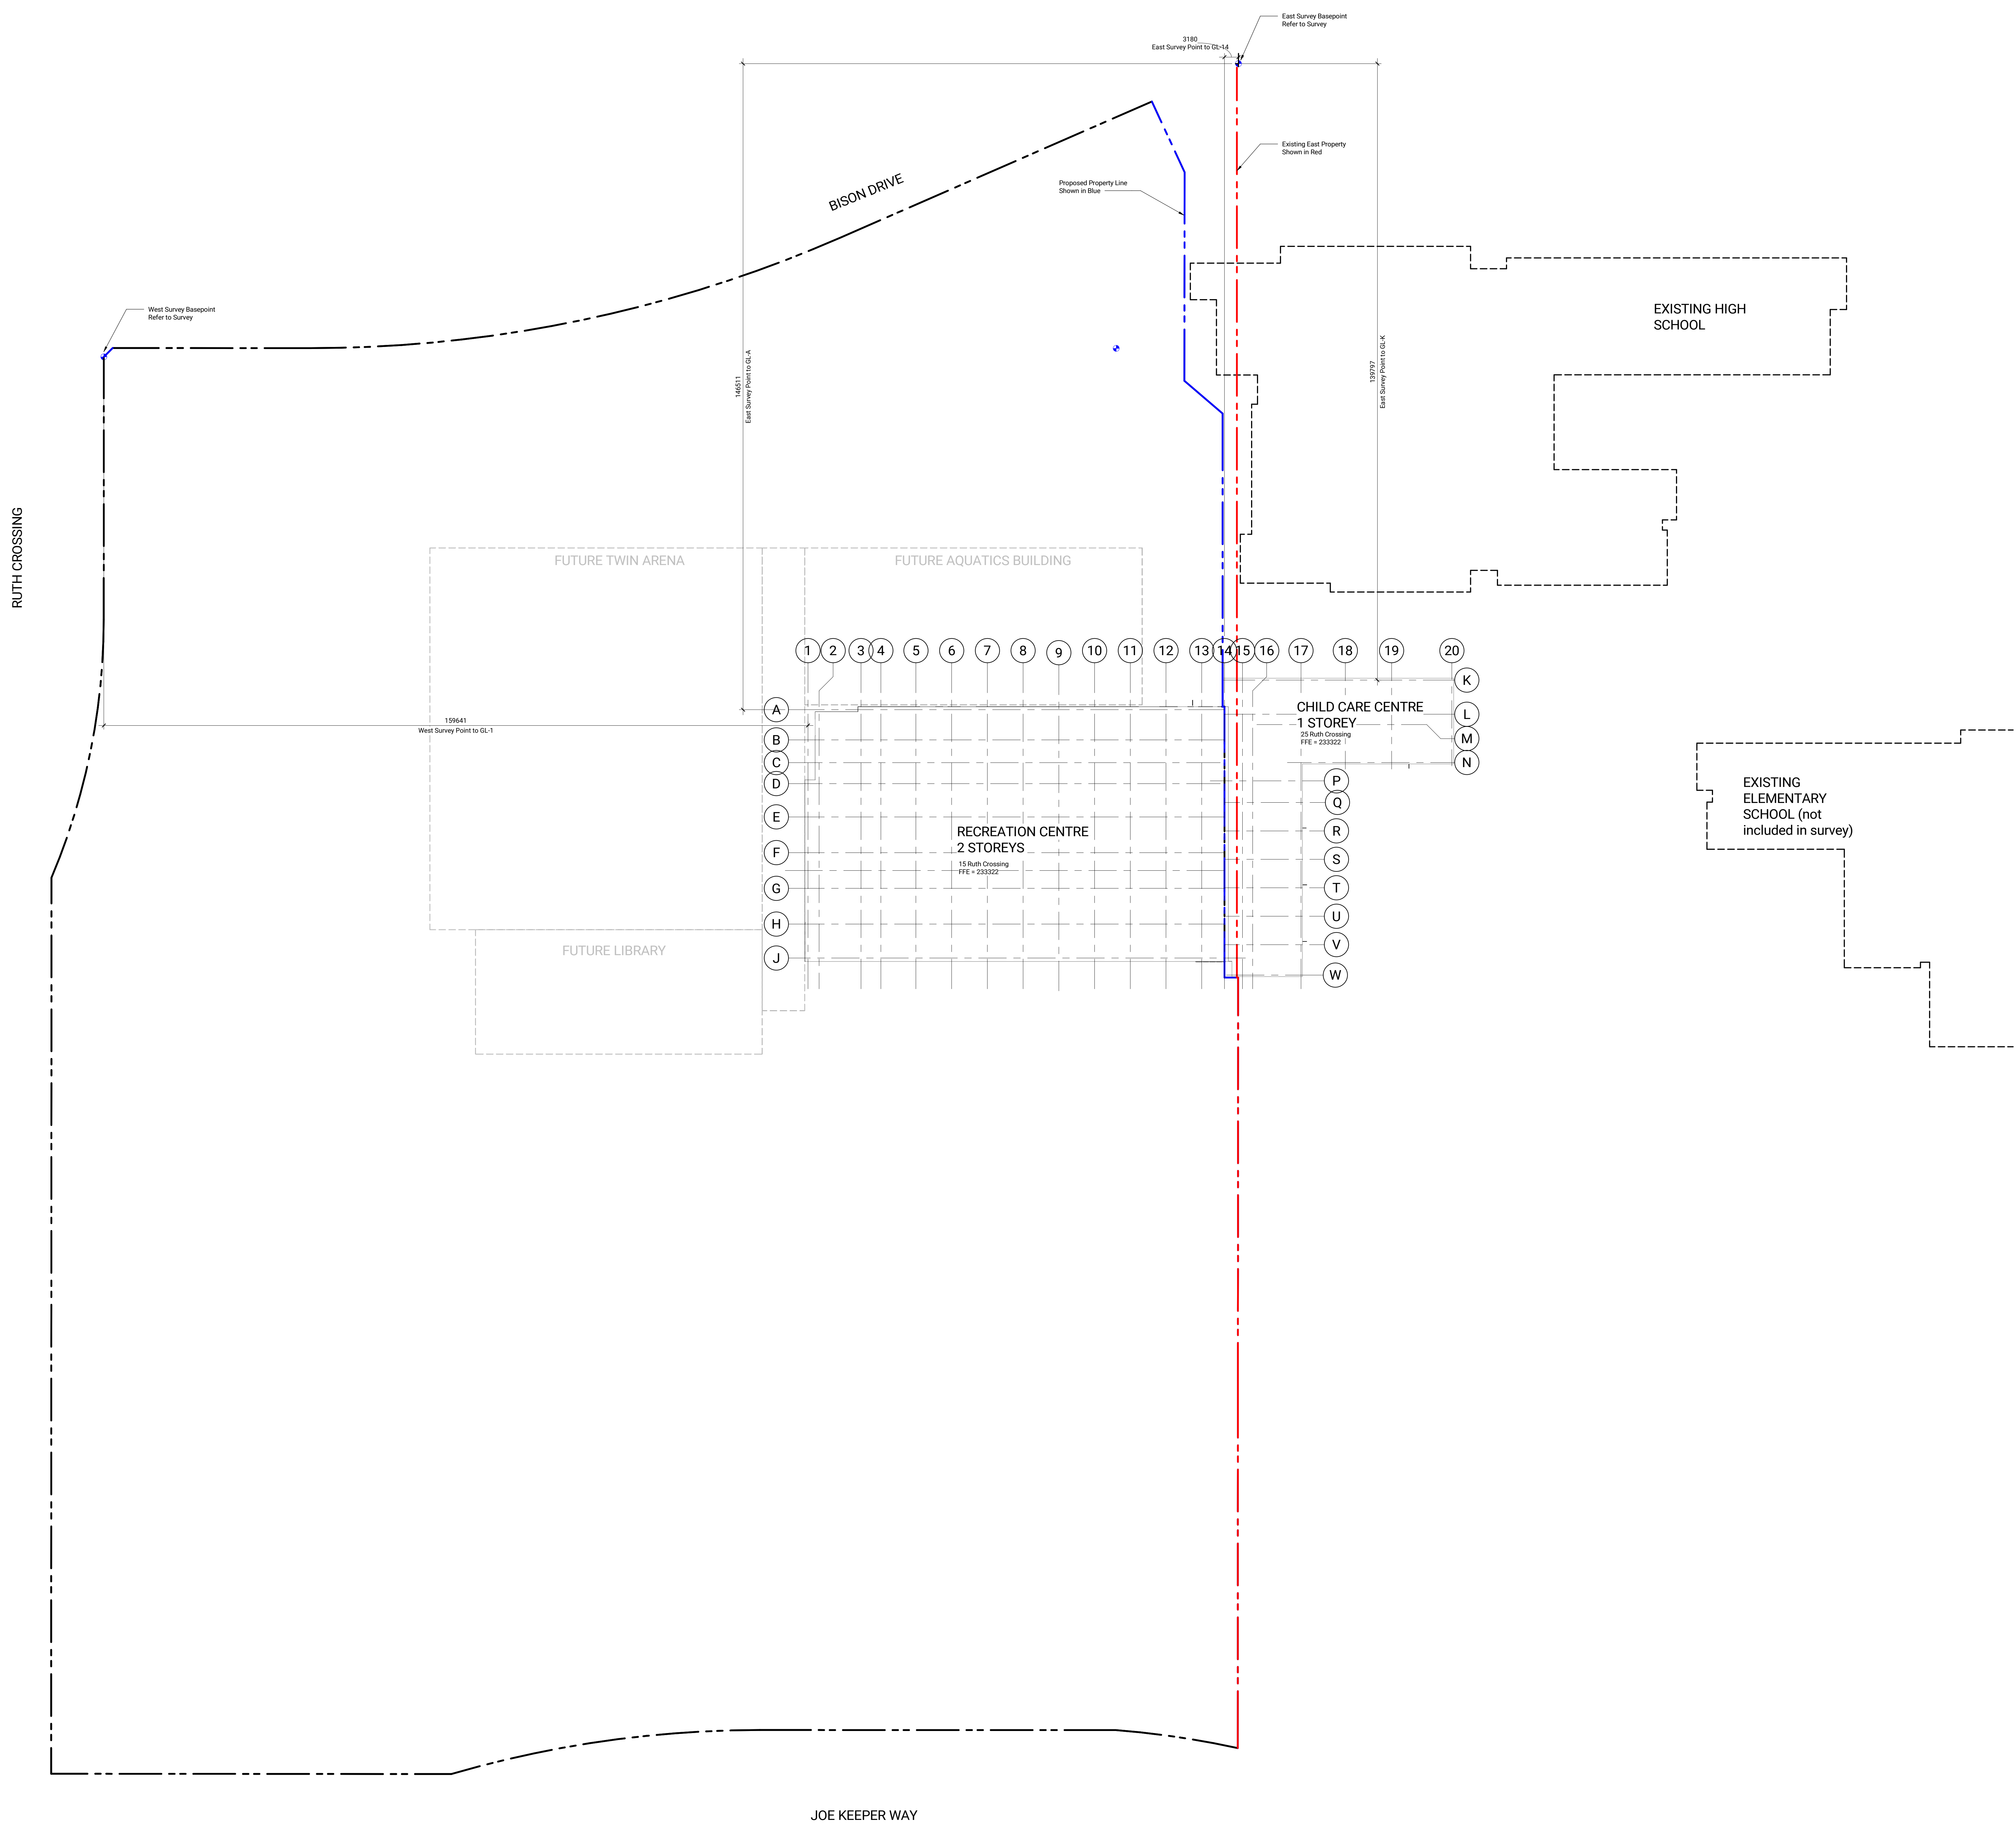 East Survey Basepoint
Refer to Survey
3180
East Survey Point to GL-14
Existing East Property
Shown in Red
BISON DRIVE
Proposed Property Line
Shown in Blue
West Survey Basepoint
Refer to Survey
EXISTING HIGH
SCHOOL
146511
East Survey Point to GL-A
139797
East Survey Point to GL-K
RUTH CROSSING
FUTURE TWIN ARENA
FUTURE AQUATICS BUILDING
1 2 3 4 5 6 7 8 9 10 11 12 13 14 15 16 17 18 19 20
K
A
L
CHILD CARE CENTRE
1 STOREY
25 Ruth Crossing
FFE = 233322
159641
West Survey Point to GL-1
B
M
C
N
D
P
Q
EXISTING
ELEMENTARY
SCHOOL (not
included in survey)
E
R
RECREATION CENTRE
2 STOREYS
15 Ruth Crossing
FFE = 233322
F
S
G
T
H
U
V
FUTURE LIBRARY
J
W
JOE KEEPER WAY